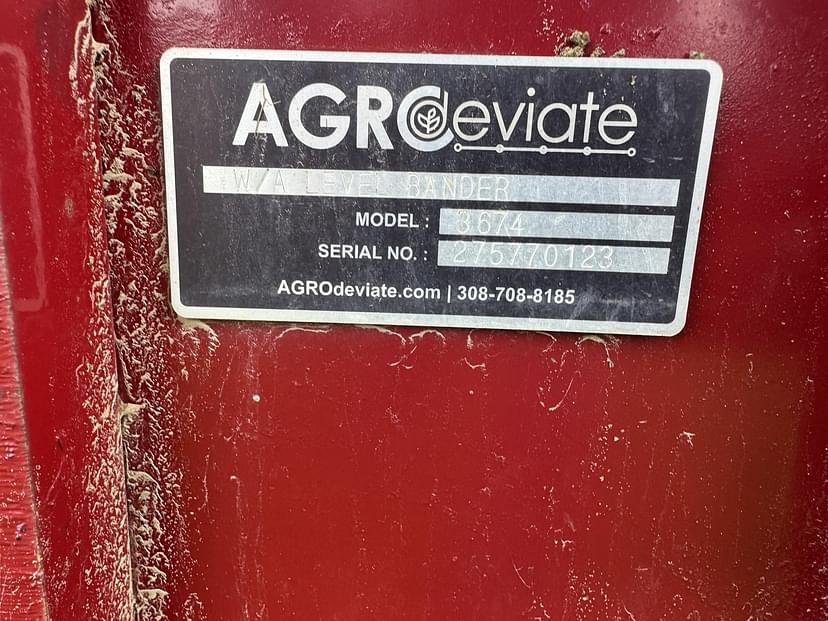 AGROdeviate
W/A LEVEL BANDER
MODEL : 3674
SERIAL NO. : 275770123
AGROdeviate.com | 308-708-8185